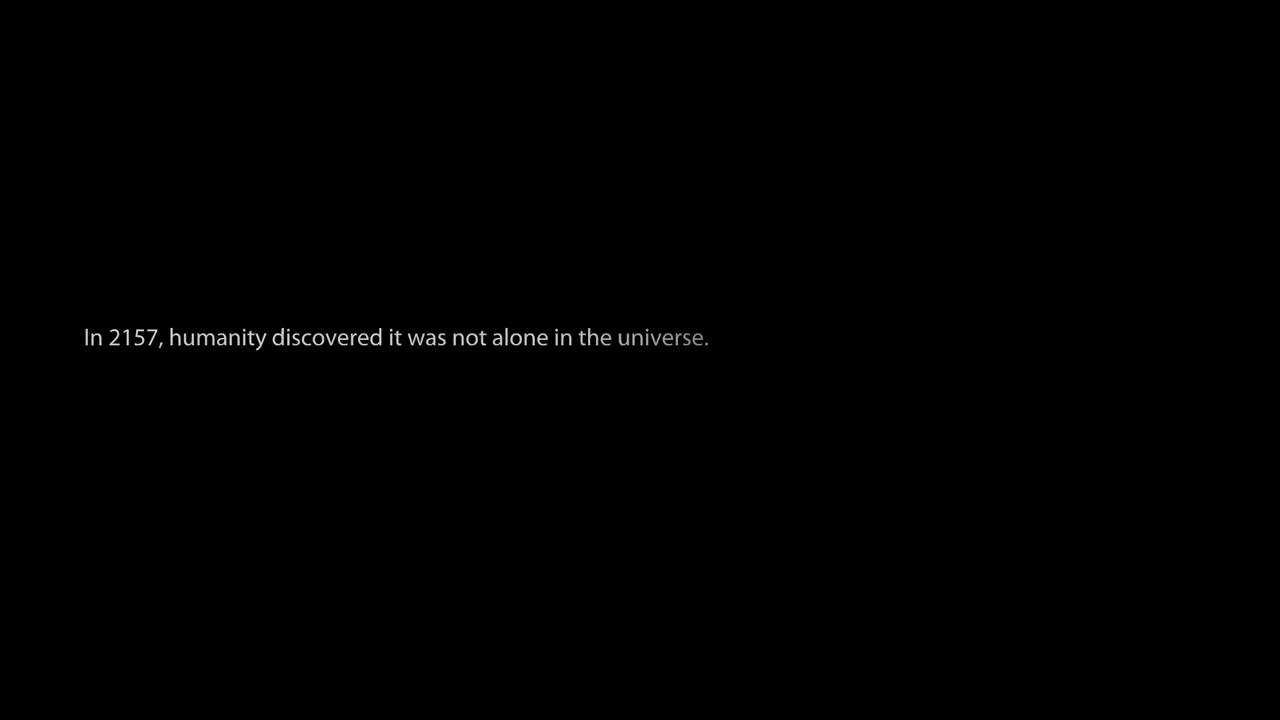 In 2157, humanity discovered it was not alone in the universe.